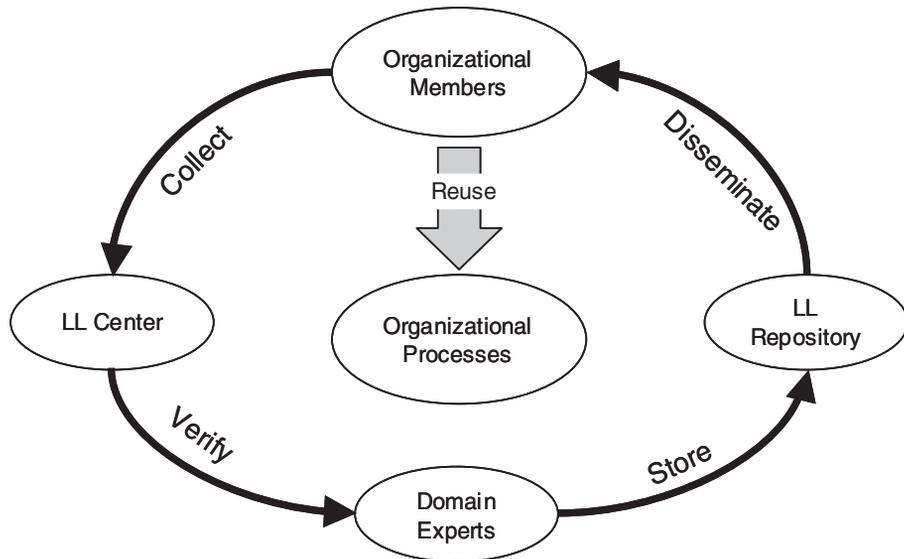 Organizational
Members
Collect
Disseminate
Reuse
LL Center
Organizational
Processes
LL
Repository
Verify
Store
Domain
Experts